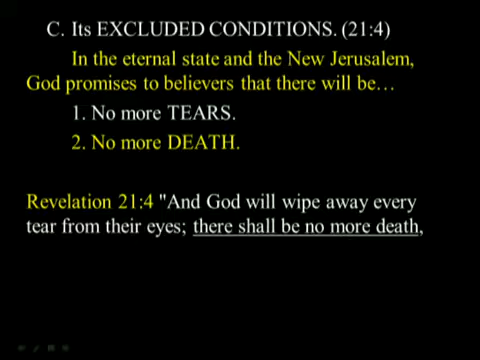 C. Its EXCLUDED CONDITIONS. (21:4)
In the eternal state and the New Jerusalem,
God promises to believers that there will be…
1. No more TEARS.
2. No more DEATH.
Revelation 21:4 "And God will wipe away every
tear from their eyes; there shall be no more death,